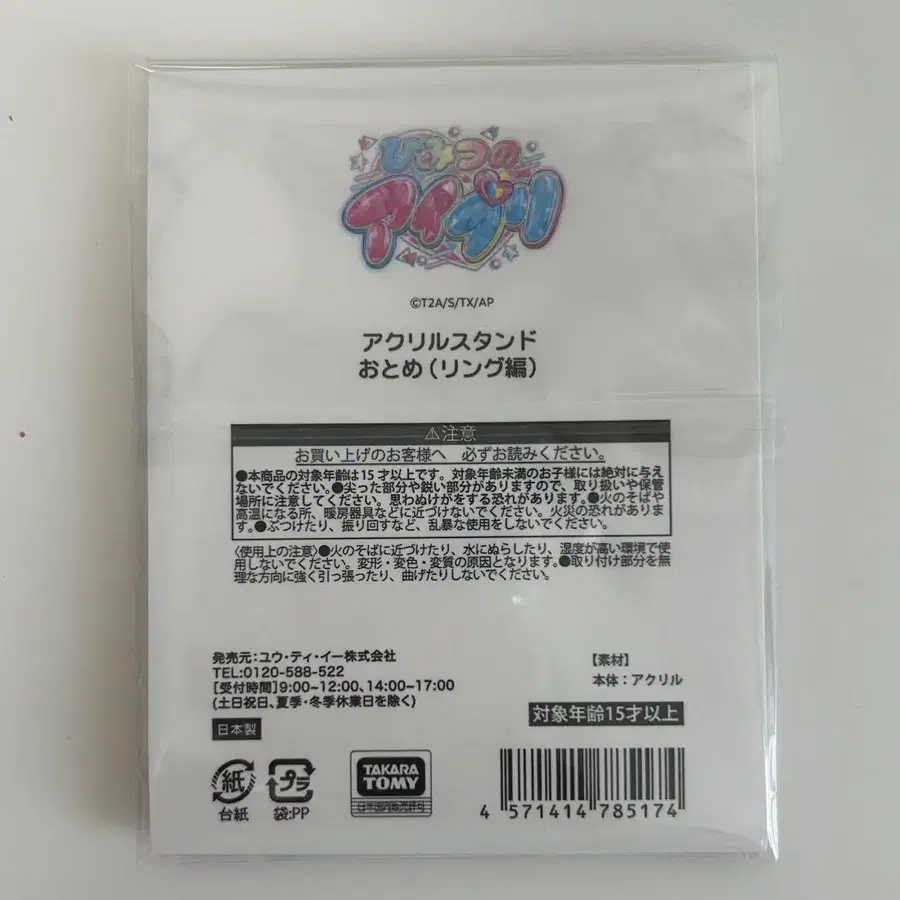 ひみつの
アイプリ
©T2A/S/TX/AP
アクリルスタンド
おとめ(リング編)
⚠注意
お買い上げのお客様へ 必ずお読みください。
●本商品の対象年齢は15才以上です。対象年齢未満のお子様には絶対に与え
ないでください。●尖った部分や鋭い部分がありますので、取り扱いや保管
場所に注意してください。思わぬけがをする恐れがあります。●火のそばや
高温になる所、暖房器具などに近づけないでください。火災の恐れがありま
す。●ぶつけたり、振り回すなど、乱暴な使用をしないでください。
〈使用上の注意〉●火のそばに近づけたり、水にぬらしたり、湿度が高い環境で使
用しないでください。変形・変色・変質の原因となります。●取り付け部分を無
理な方向に強く引っ張ったり、曲げたりしないでください。
発売元:ユウ・ティ・イー株式会社
TEL:0120-588-522
[受付時間]9:00~12:00、14:00~17:00
(土日祝日、夏季・冬季休業日を除く)
日本製
【素材】
本体:アクリル
対象年齢15才以上
紙
台紙
プラ
袋:PP
TAKARA
TOMY
日本国内販売許可
4 571414 785174